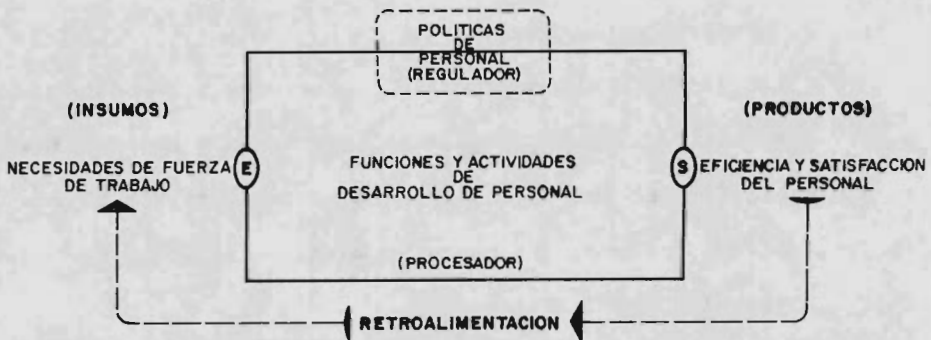 POLITICAS
DE
PERSONAL
(REGULADOR)
(INSUMOS)
(PRODUCTOS)
NECESIDADES DE FUERZA
DE TRABAJO
E
FUNCIONES Y ACTIVIDADES
DE
DESARROLLO DE PERSONAL
S
EFICIENCIA Y SATISFACCION
DEL PERSONAL
(PROCESADOR)
RETROALIMENTACION